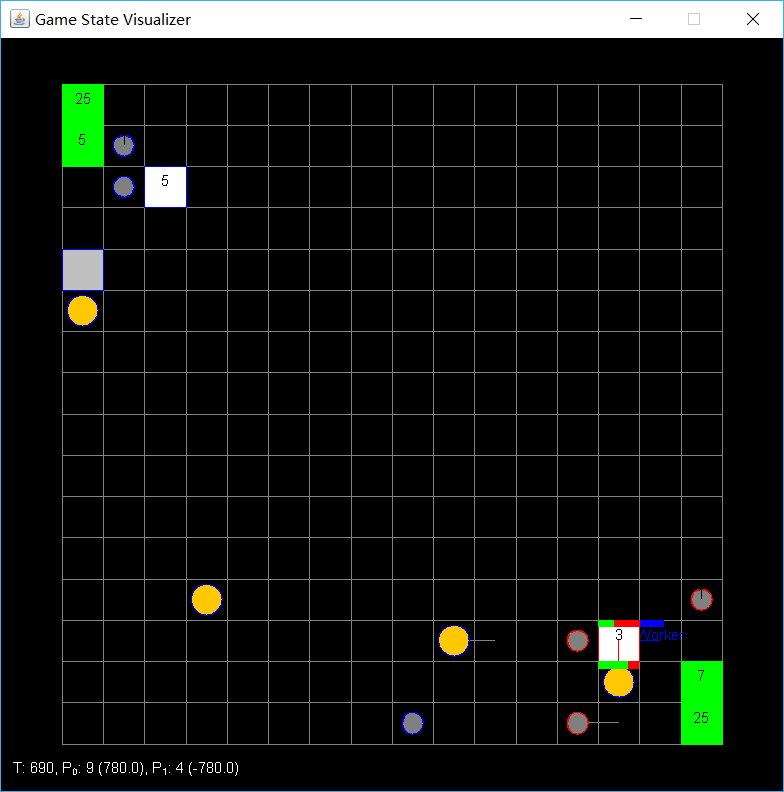 Game State Visualizer
25
5
5
3
Worker
7
25
T: 690, P₀: 9 (780.0), P₁: 4 (-780.0)